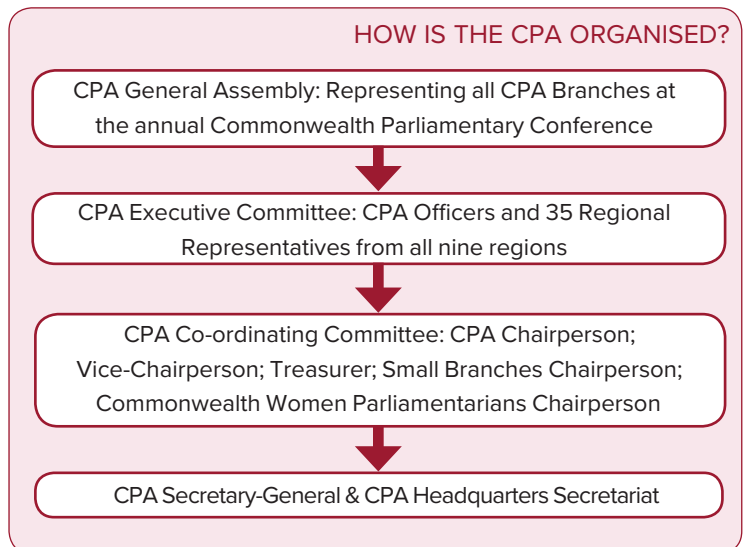 HOW IS THE CPA ORGANISED?
CPA General Assembly: Representing all CPA Branches at
the annual Commonwealth Parliamentary Conference
CPA Executive Committee: CPA Officers and 35 Regional
Representatives from all nine regions
CPA Co-ordinating Committee: CPA Chairperson;
Vice-Chairperson; Treasurer; Small Branches Chairperson;
Commonwealth Women Parliamentarians Chairperson
CPA Secretary-General & CPA Headquarters Secretariat